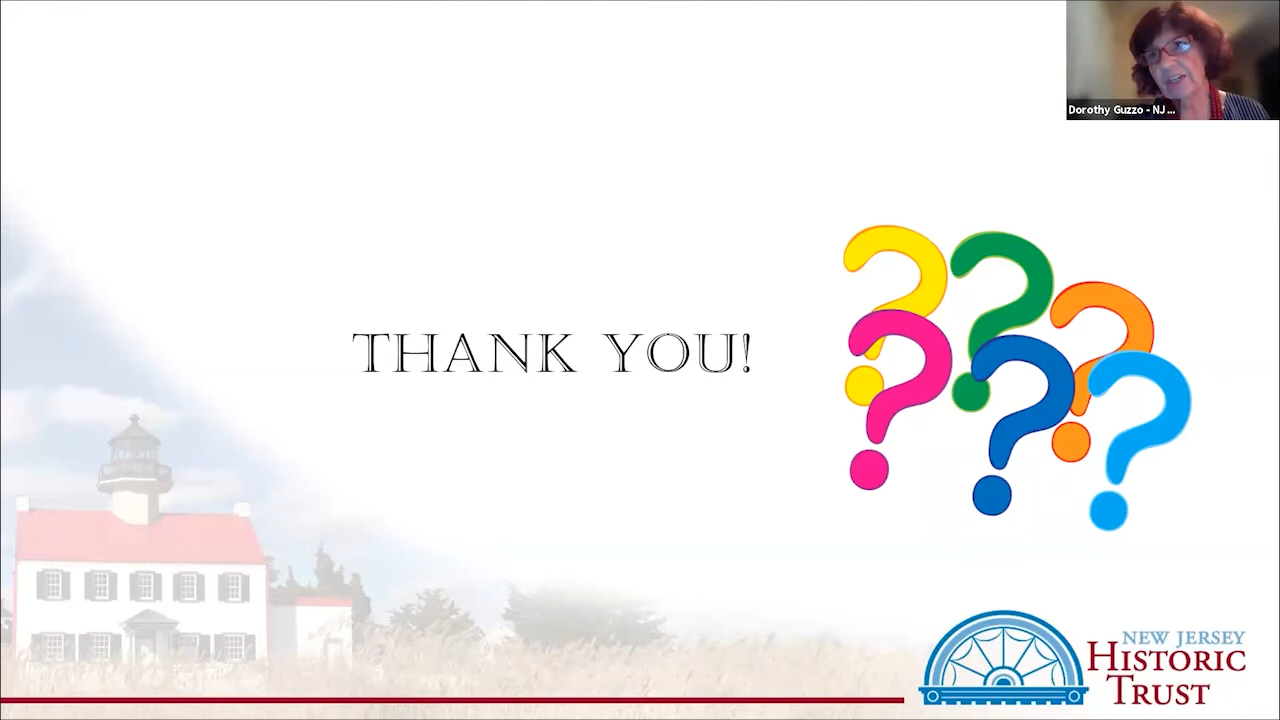 Dorothy Guzzo - NJ ...
THANK YOU!
? ? ? ? ? ?
NEW JERSEY
HISTORIC
TRUST